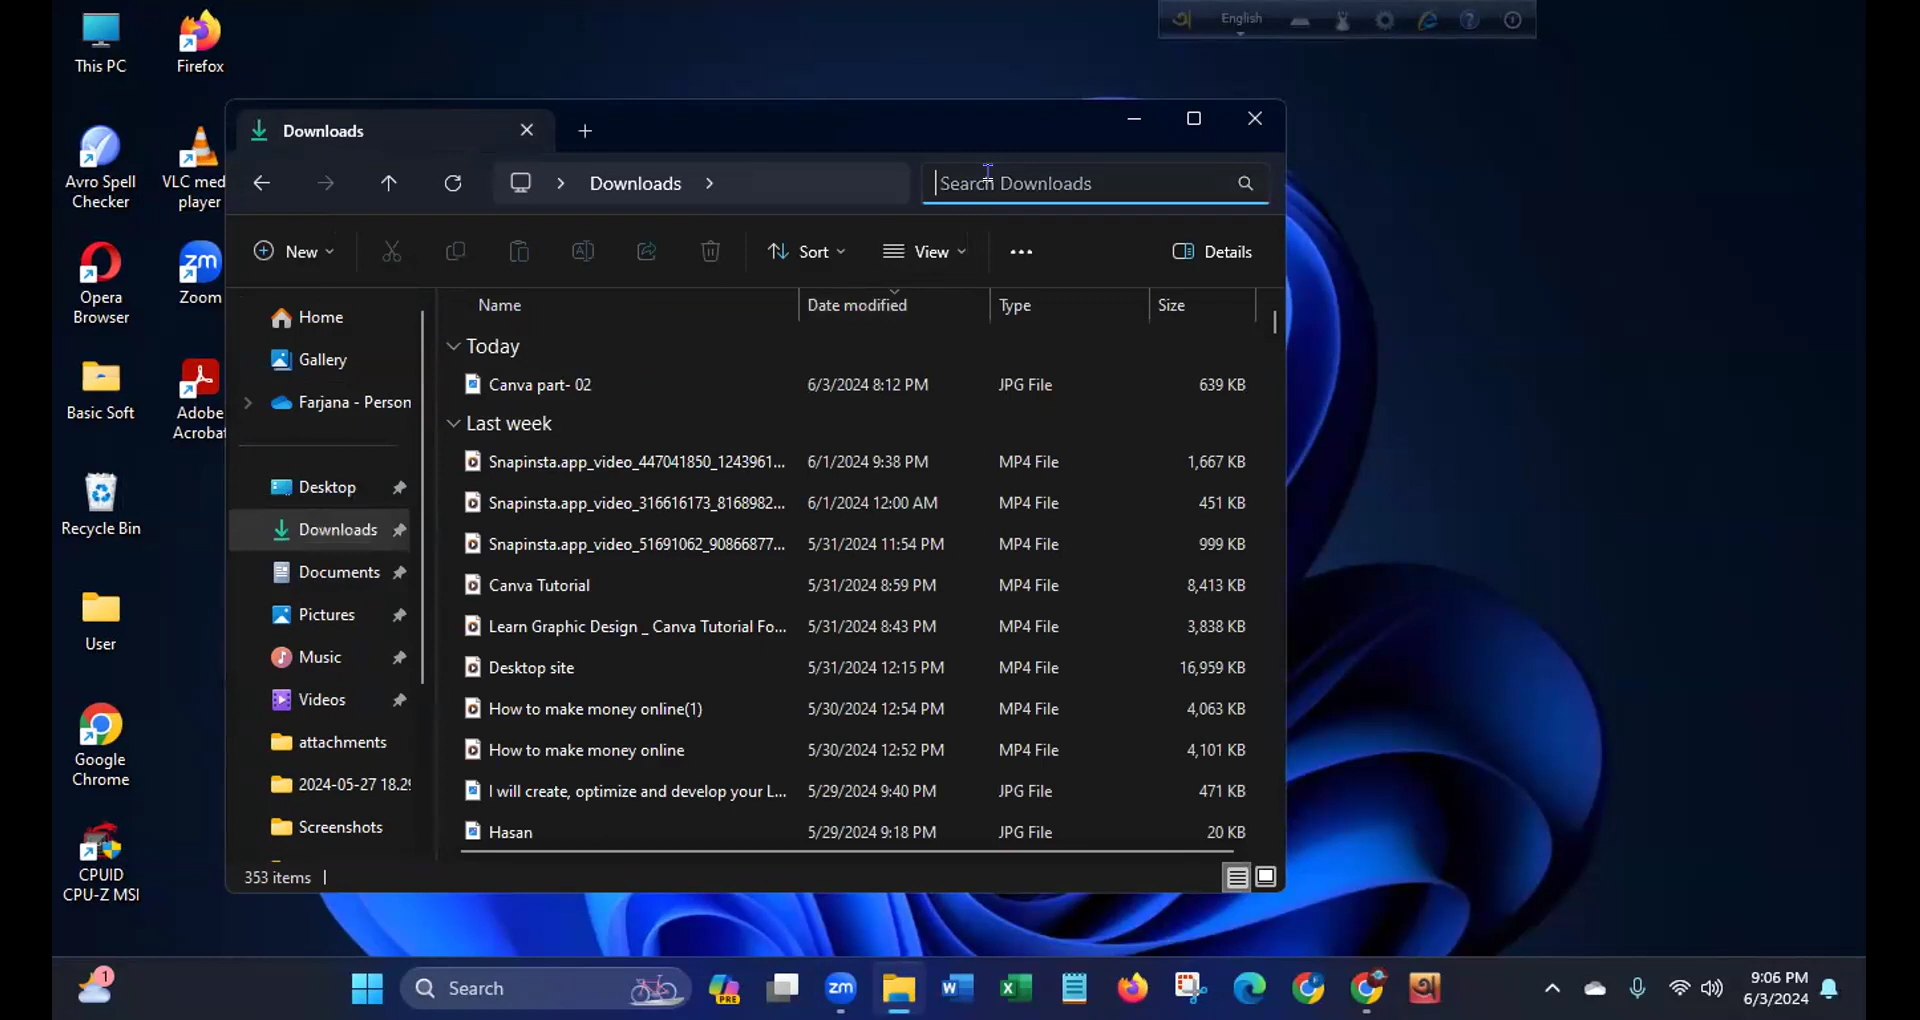 English
This PC
Firefox
Avro Spell
Checker
VLC med
player
Opera
Browser
Zoom
Basic Soft
Adobe
Acrobat
Recycle Bin
User
Google
Chrome
CPUID
CPU-Z MSI
Downloads
Downloads
Search Downloads
New
Sort
View
Details
Home
Gallery
Farjana - Person
Desktop
Downloads
Documents
Pictures
Music
Videos
attachments
2024-05-27 18.29
Screenshots
Name Date modified Type Size
Today
Canva part- 02 6/3/2024 8:12 PM JPG File 639 KB
Last week
Snapinsta.app_video_447041850_1243961... 6/1/2024 9:38 PM MP4 File 1,667 KB
Snapinsta.app_video_316616173_8168982... 6/1/2024 12:00 AM MP4 File 451 KB
Snapinsta.app_video_51691062_90866877... 5/31/2024 11:54 PM MP4 File 999 KB
Canva Tutorial 5/31/2024 8:59 PM MP4 File 8,413 KB
Learn Graphic Design _ Canva Tutorial Fo... 5/31/2024 8:43 PM MP4 File 3,838 KB
Desktop site 5/31/2024 12:15 PM MP4 File 16,959 KB
How to make money online(1) 5/30/2024 12:54 PM MP4 File 4,063 KB
How to make money online 5/30/2024 12:52 PM MP4 File 4,101 KB
I will create, optimize and develop your L... 5/29/2024 9:40 PM JPG File 471 KB
Hasan 5/29/2024 9:18 PM JPG File 20 KB
353 items
1
Search
PRE
zm
W
X
অ
9:06 PM
6/3/2024